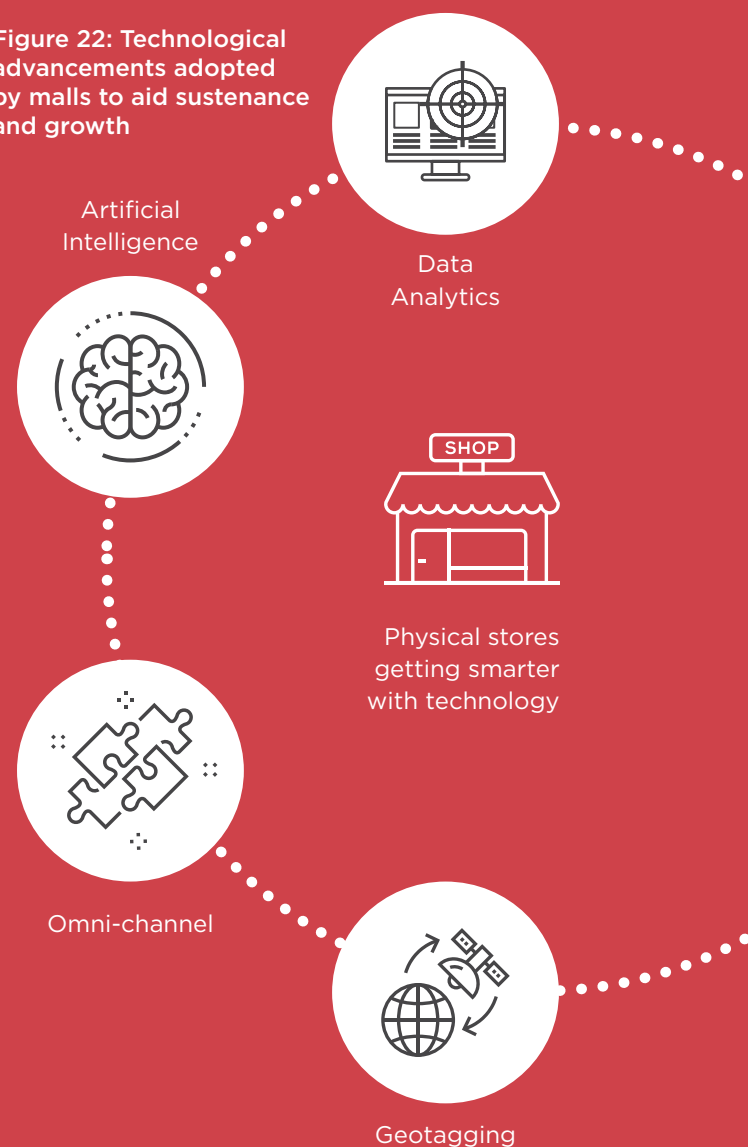 Figure 22: Technological
advancements adopted
by malls to aid sustenance
and growth
Artificial
Intelligence
Data
Analytics
SHOP
Physical stores
getting smarter
with technology
Omni-channel
Geotagging